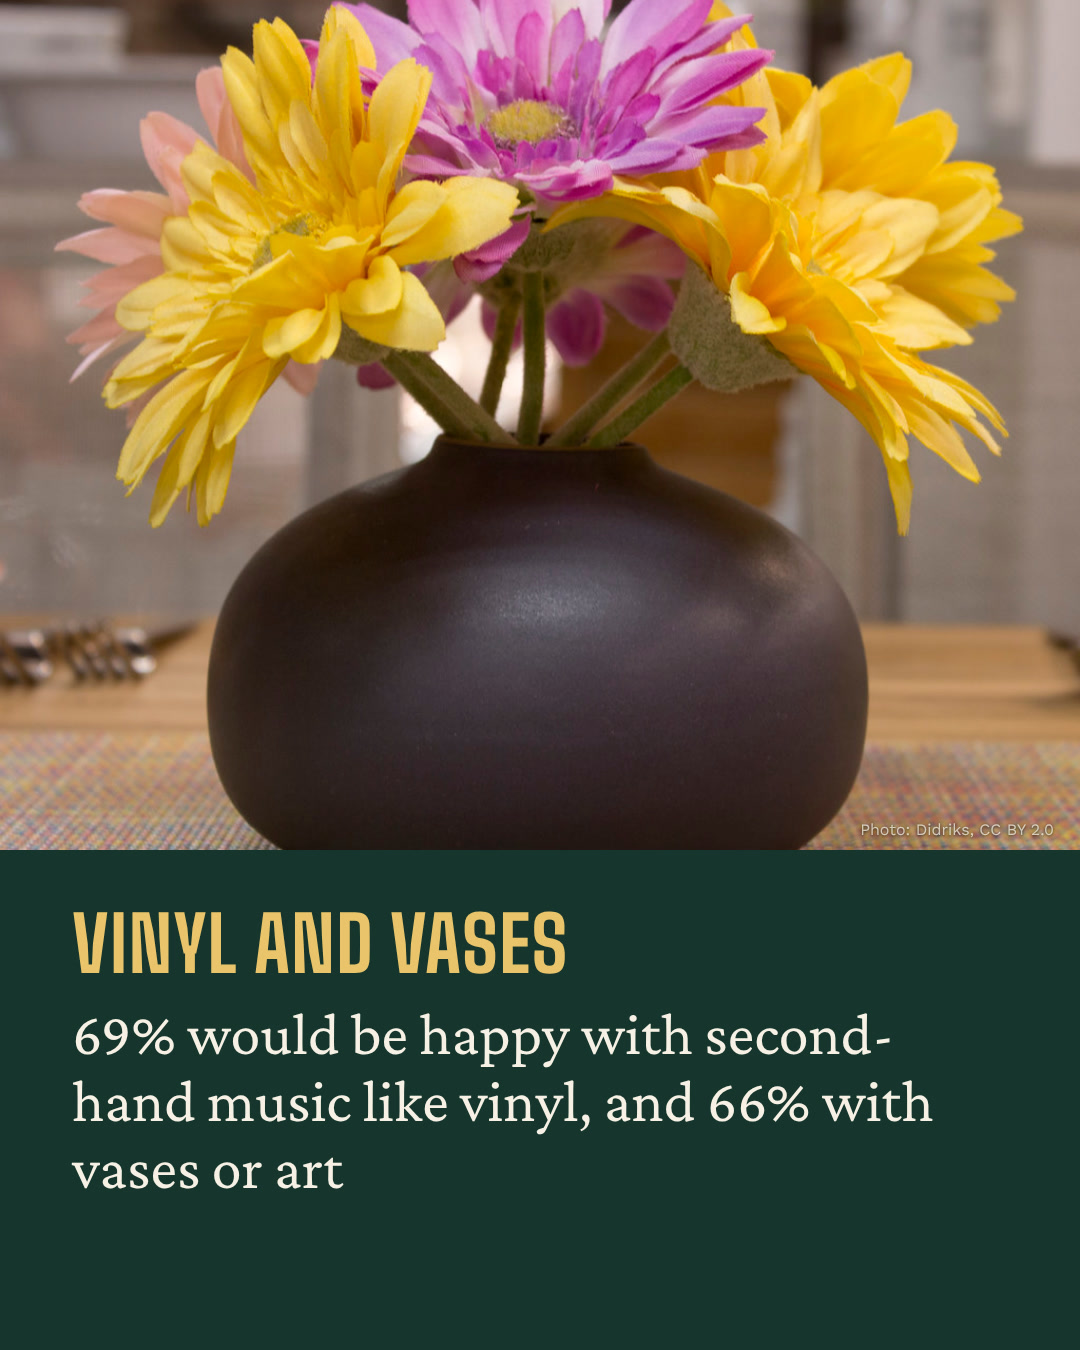 Photo: Didriks, CC BY 2.0
VINYL AND VASES
69% would be happy with second-
hand music like vinyl, and 66% with
vases or art